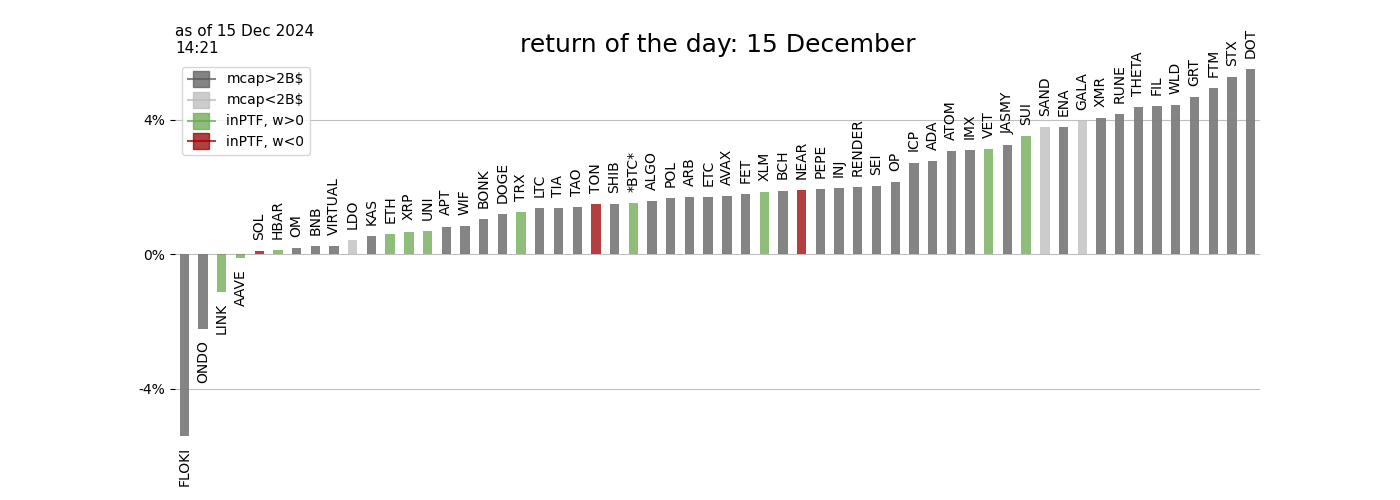 as of 15 Dec 2024
14:21
return of the day: 15 December
mcap>2B$
mcap<2B$
inPTF, w>0
inPTF, w<0
4%
0%
-4%
FLOKI
ONDO
LINK
AAVE
SOL
HBAR
OM
BNB
VIRTUAL
LDO
KAS
ETH
XRP
UNI
APT
WIF
BONK
DOGE
TRX
LTC
TIA
TAO
TON
SHIB
*BTC*
ALGO
POL
ARB
ETC
AVAX
FET
XLM
BCH
NEAR
PEPE
INJ
RENDER
SEI
OP
ICP
ADA
ATOM
IMX
VET
JASMY
SUI
SAND
ENA
GALA
XMR
RUNE
THETA
FIL
WLD
GRT
FTM
STX
DOT